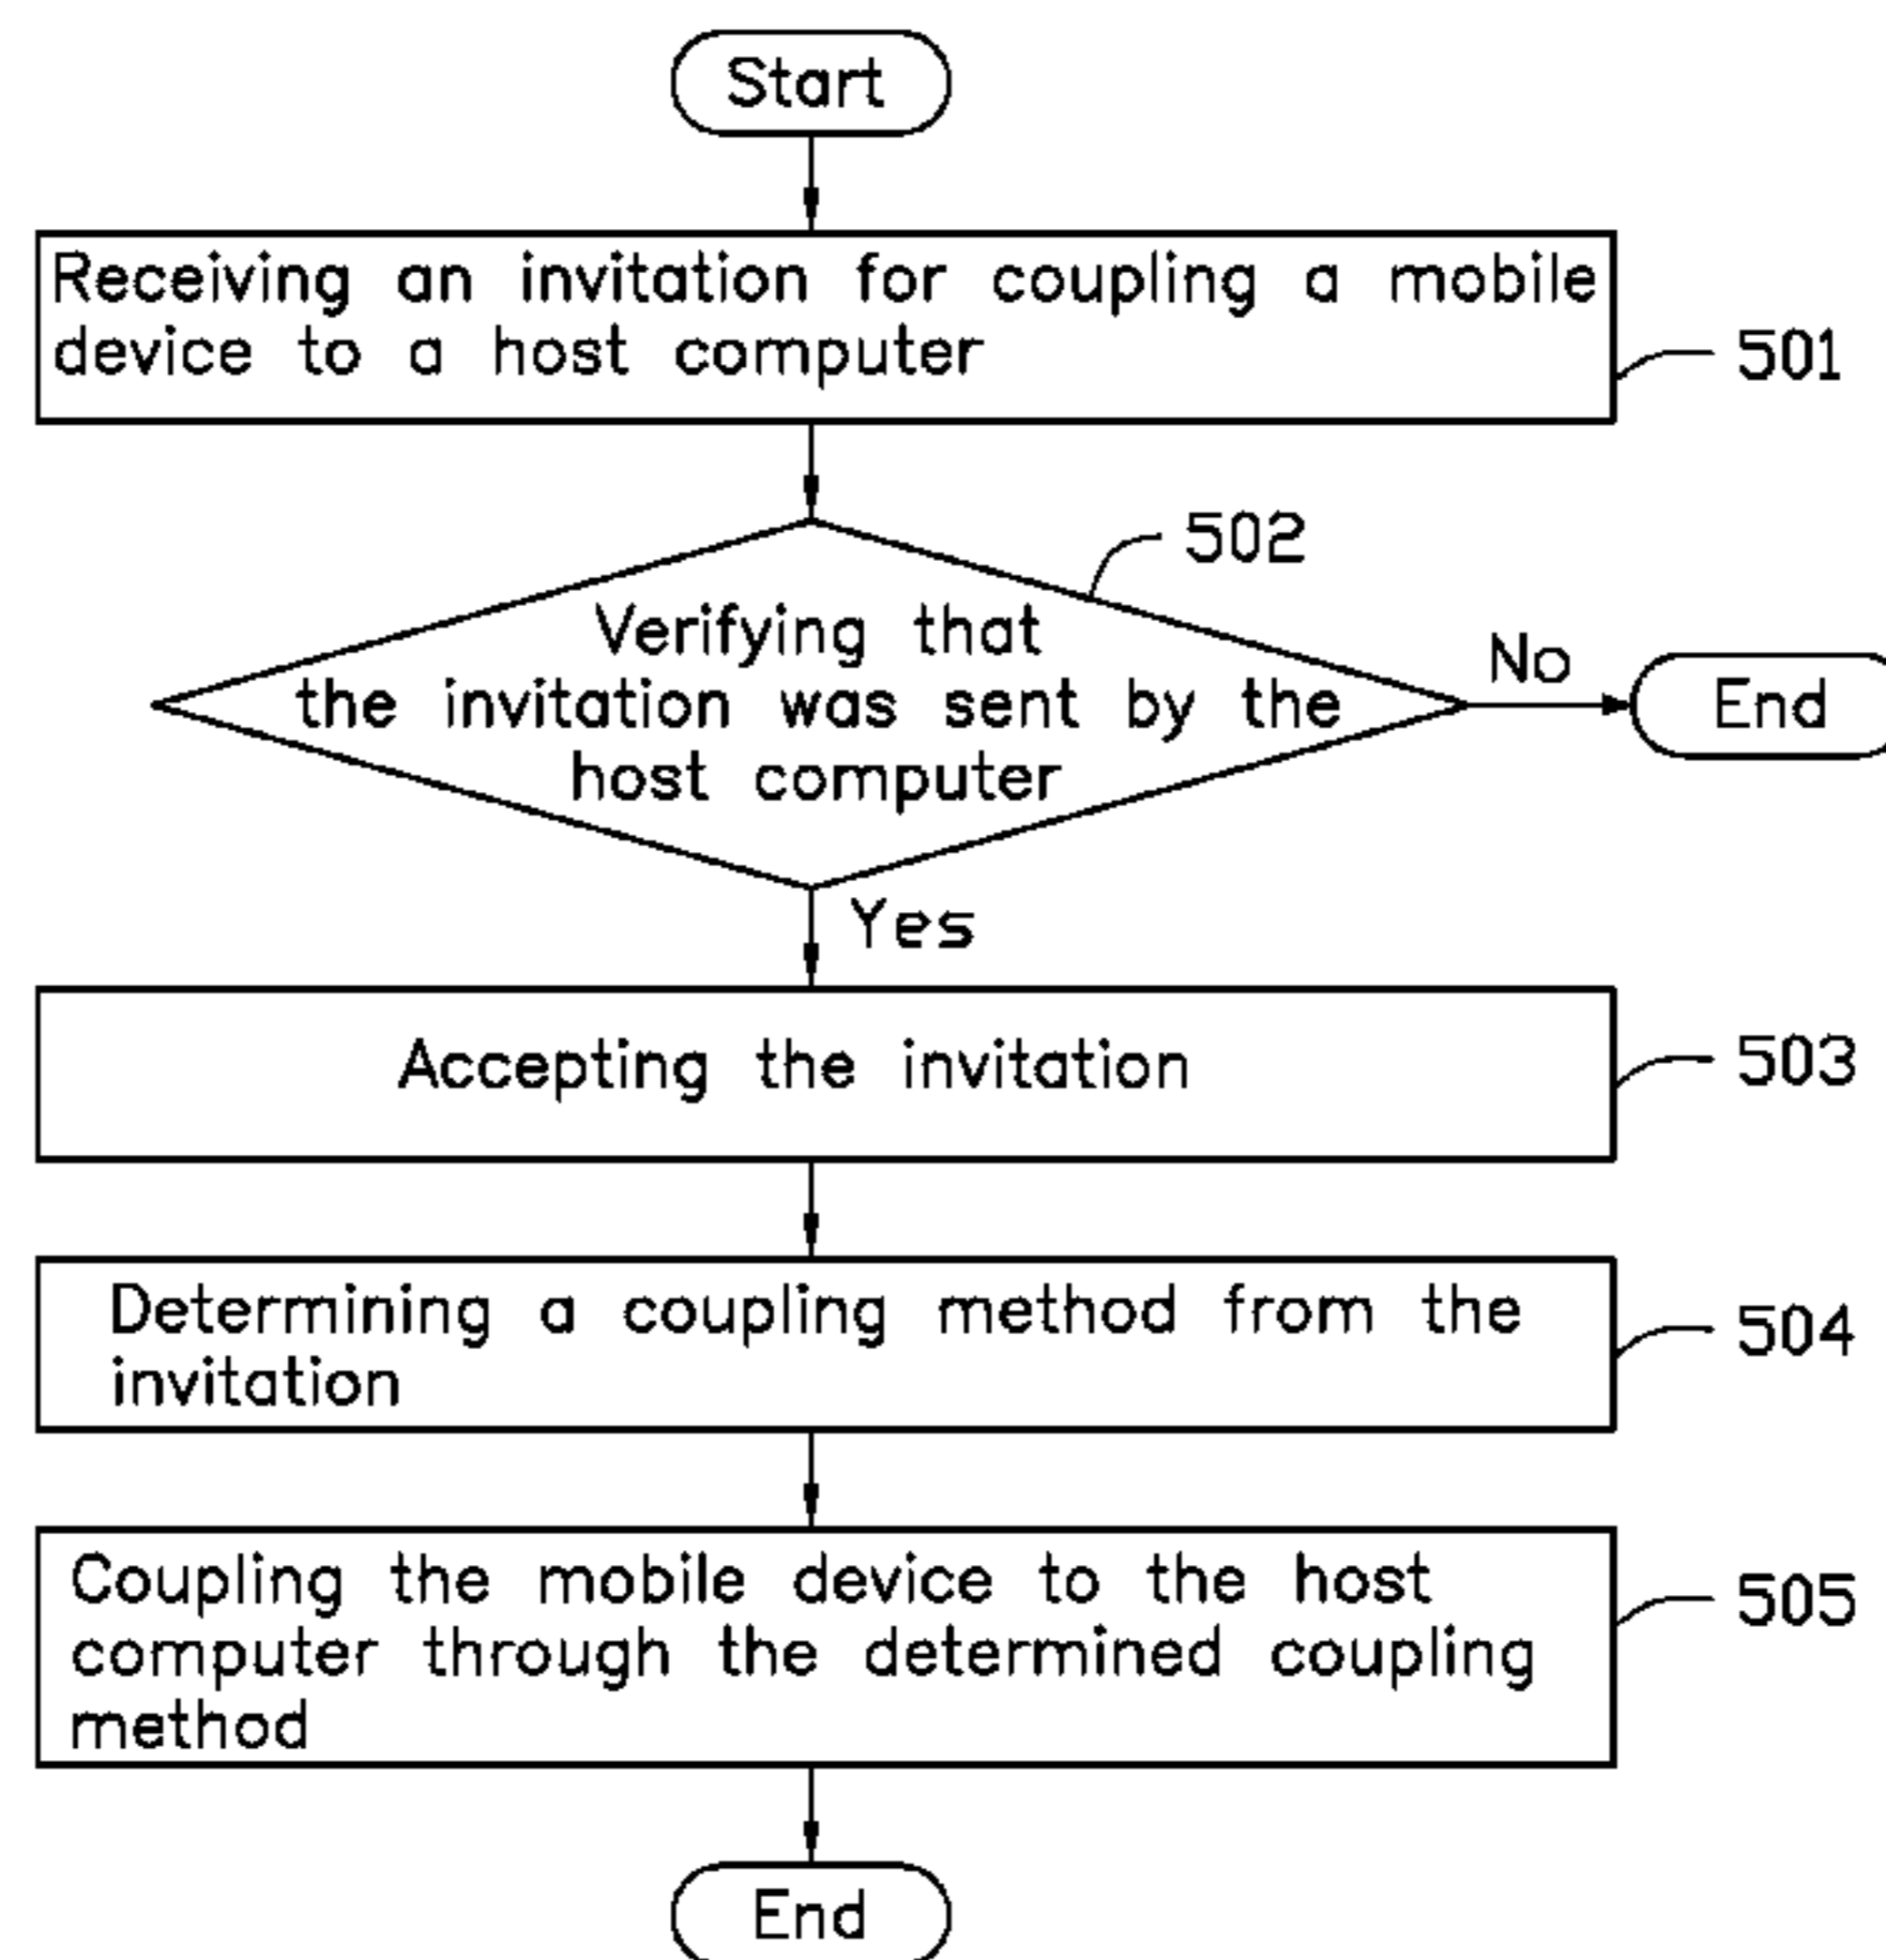 Start
Receiving an invitation for coupling a mobile
device to a host computer
501
502
Verifying that
the invitation was sent by the
host computer
No
End
Yes
Accepting the invitation
503
Determining a coupling method from the
invitation
504
Coupling the mobile device to the host
computer through the determined coupling
method
505
End